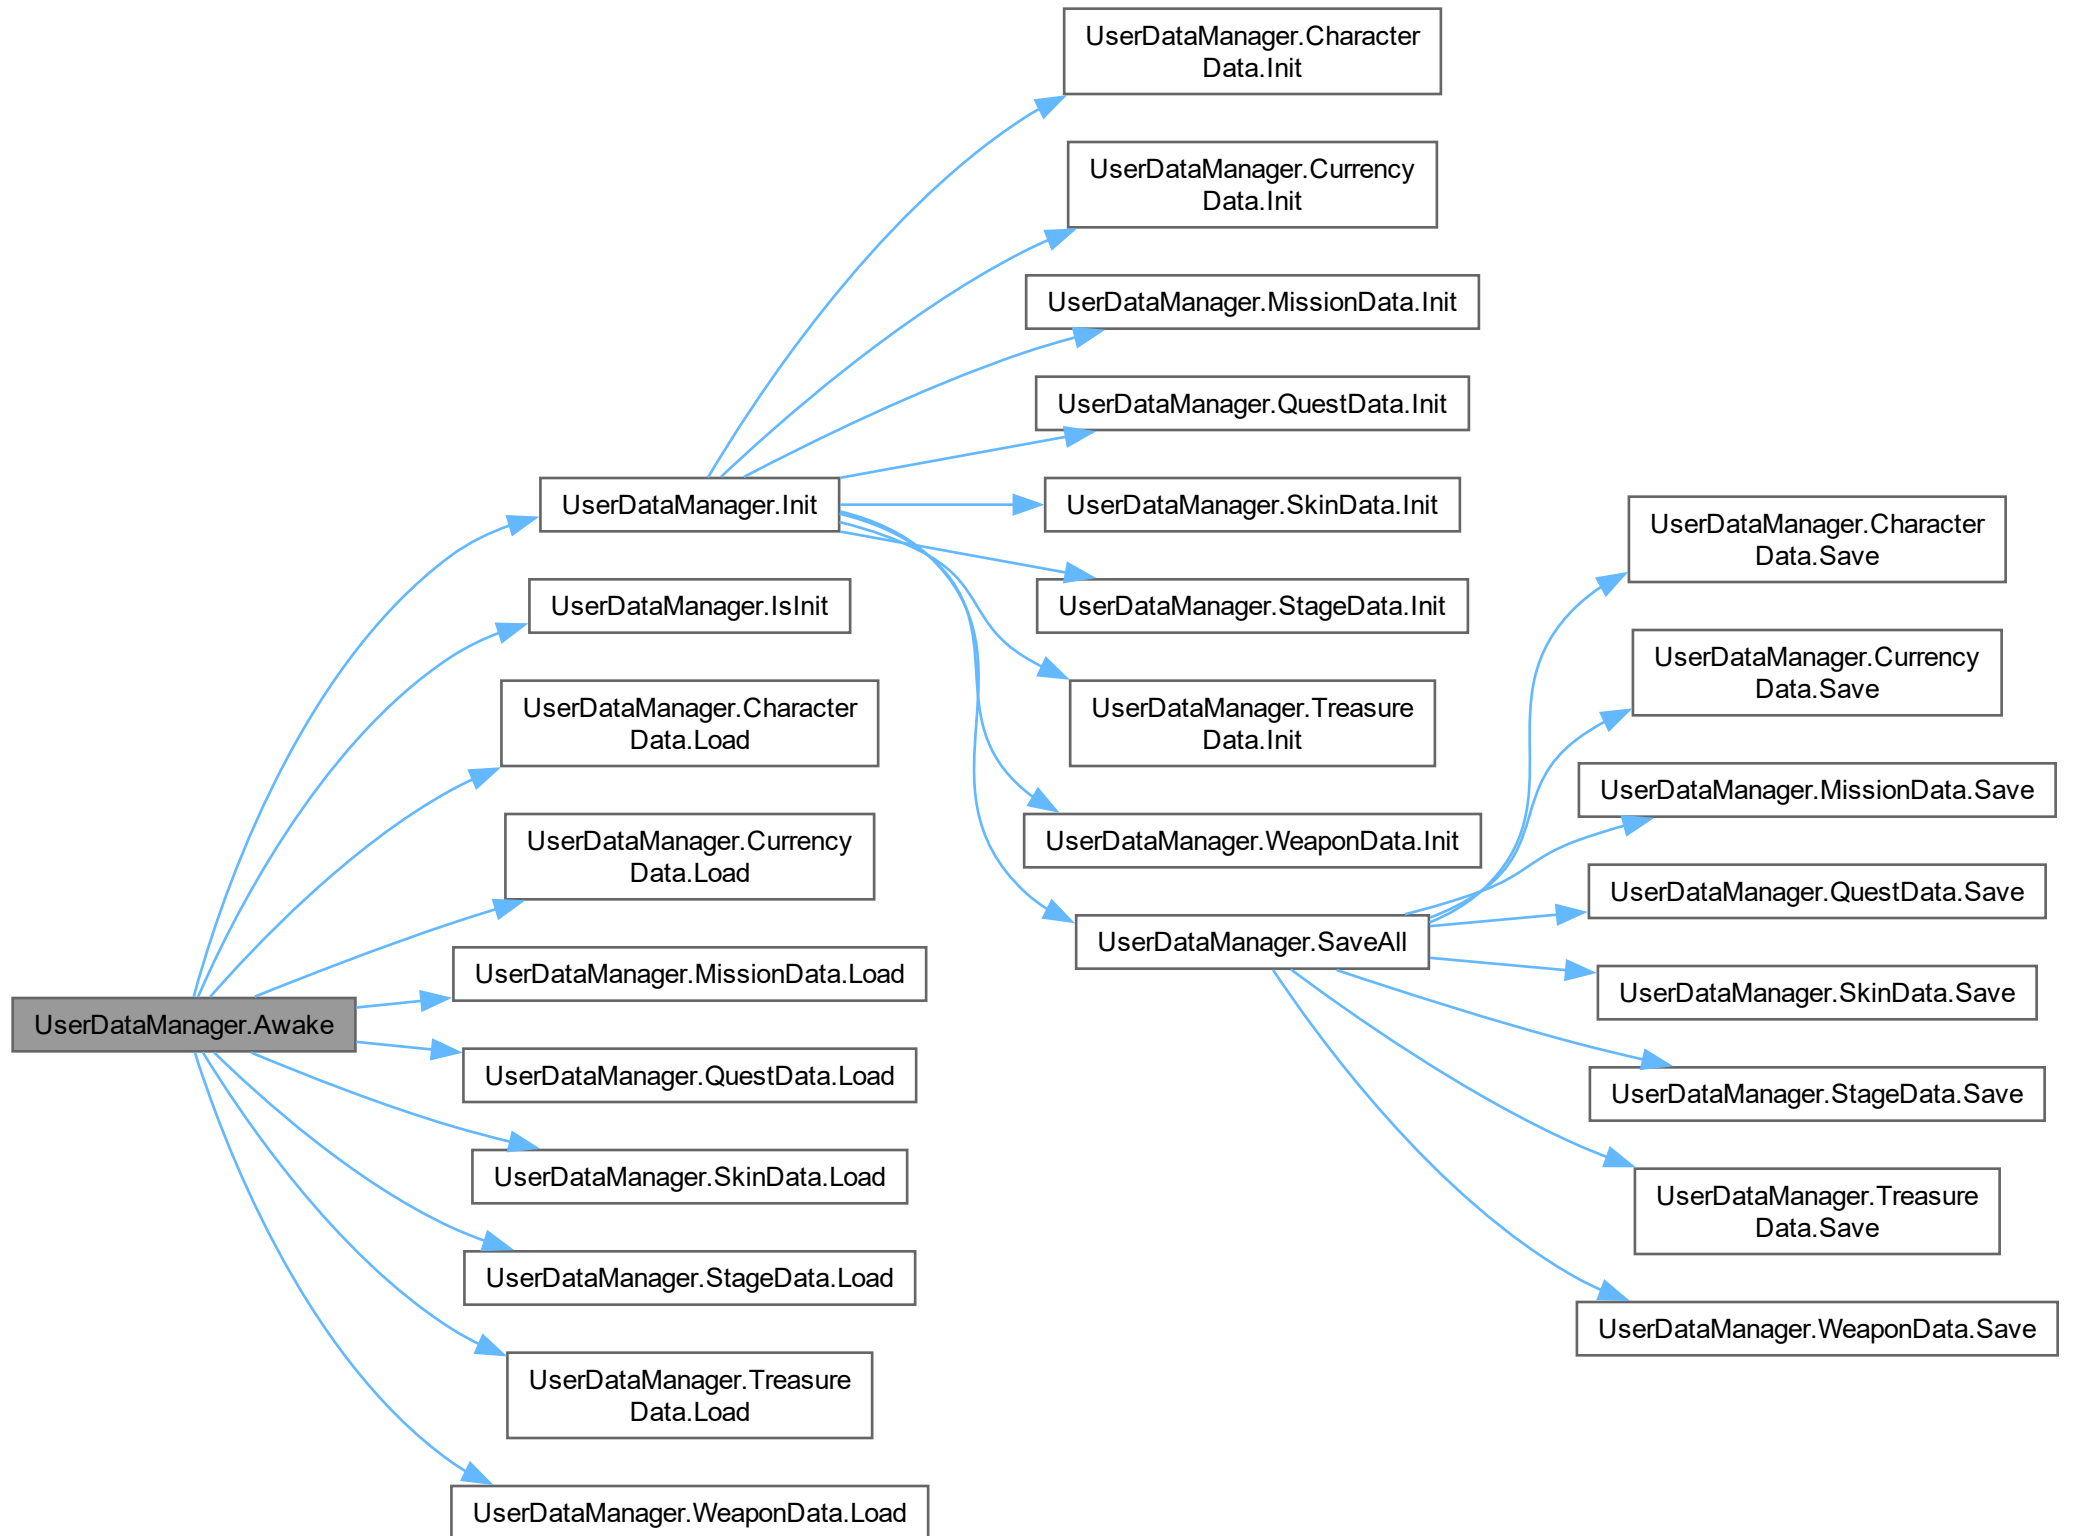 UserDataManager.Awake
UserDataManager.Init
UserDataManager.IsInit
UserDataManager.Character
Data.Load
UserDataManager.Currency
Data.Load
UserDataManager.MissionData.Load
UserDataManager.QuestData.Load
UserDataManager.SkinData.Load
UserDataManager.StageData.Load
UserDataManager.Treasure
Data.Load
UserDataManager.WeaponData.Load
UserDataManager.Character
Data.Init
UserDataManager.Currency
Data.Init
UserDataManager.MissionData.Init
UserDataManager.QuestData.Init
UserDataManager.SkinData.Init
UserDataManager.StageData.Init
UserDataManager.Treasure
Data.Init
UserDataManager.WeaponData.Init
UserDataManager.SaveAll
UserDataManager.Character
Data.Save
UserDataManager.Currency
Data.Save
UserDataManager.MissionData.Save
UserDataManager.QuestData.Save
UserDataManager.SkinData.Save
UserDataManager.StageData.Save
UserDataManager.Treasure
Data.Save
UserDataManager.WeaponData.Save